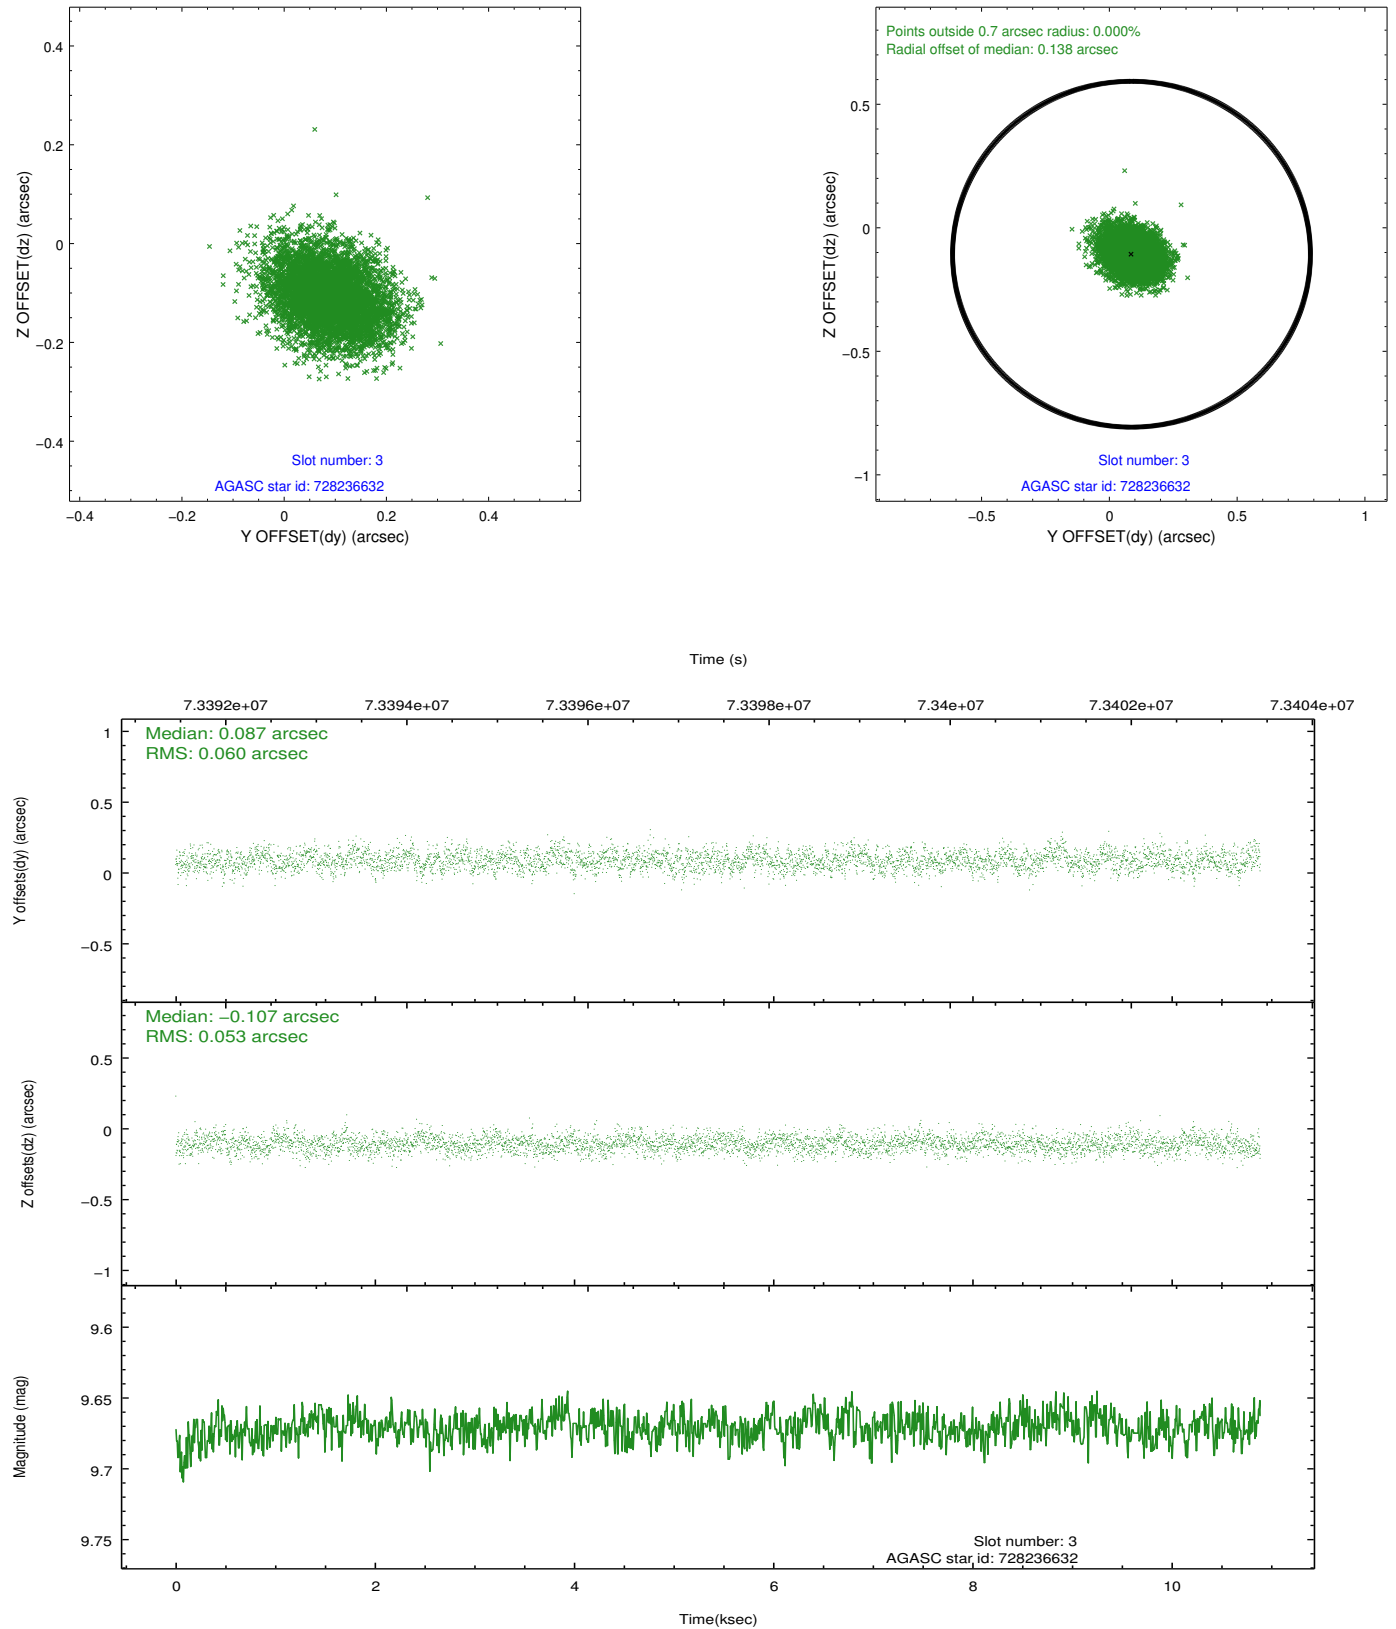 0.4
0.2
0
−0.2
−0.4
Z OFFSET(dz) (arcsec)
Slot number: 3
AGASC star id: 728236632
−0.4
−0.2
0
0.2
0.4
Y OFFSET(dy) (arcsec)
Points outside 0.7 arcsec radius: 0.000%
Radial offset of median: 0.138 arcsec
0.5
0
−0.5
−1
Z OFFSET(dz) (arcsec)
Slot number: 3
AGASC star id: 728236632
−0.5
0
0.5
1
Y OFFSET(dy) (arcsec)
Time (s)
7.3392e+07
7.3394e+07
7.3396e+07
7.3398e+07
7.34e+07
7.3402e+07
7.3404e+07
Median: 0.087 arcsec
RMS: 0.060 arcsec
1
0.5
0
−0.5
Y offsets(dy) (arcsec)
Median: −0.107 arcsec
RMS: 0.053 arcsec
0.5
0
−0.5
−1
Z offsets(dz) (arcsec)
9.6
9.65
9.7
9.75
Magnitude (mag)
Slot number: 3
AGASC star id: 728236632
0
2
4
6
8
10
Time(ksec)